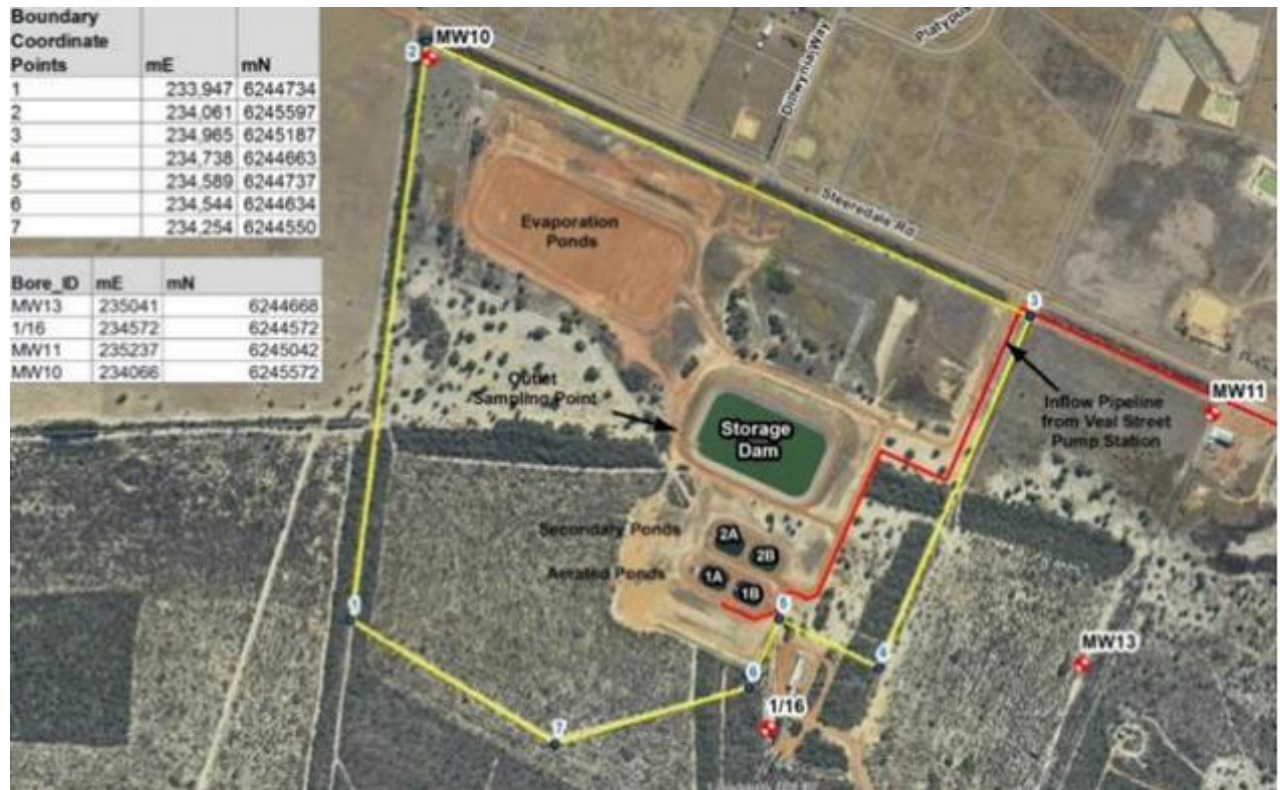 Boundary
Coordinate
Points mE mN
1 233,947 6244734
2 234,061 6245597
3 234,965 6245187
4 234,738 6244663
5 234,589 6244737
6 234,544 6244634
7 234,254 6244550
Bore_ID mE mN
MW13 235041 6244668
1/16 234572 6244572
MW11 235237 6245042
MW10 234066 6245572
2 MW10
Dillwynia Way
Platypus
Steeredale Rd
Evaporation
Ponds
3
MW11
Inflow Pipeline
from Veal Street
Pump Station
Outlet
Sampling Point
Storage
Dam
Secondary Ponds
2A
2B
Aerated Ponds
1A
1B
1
5
4
MW13
6
1/16
7